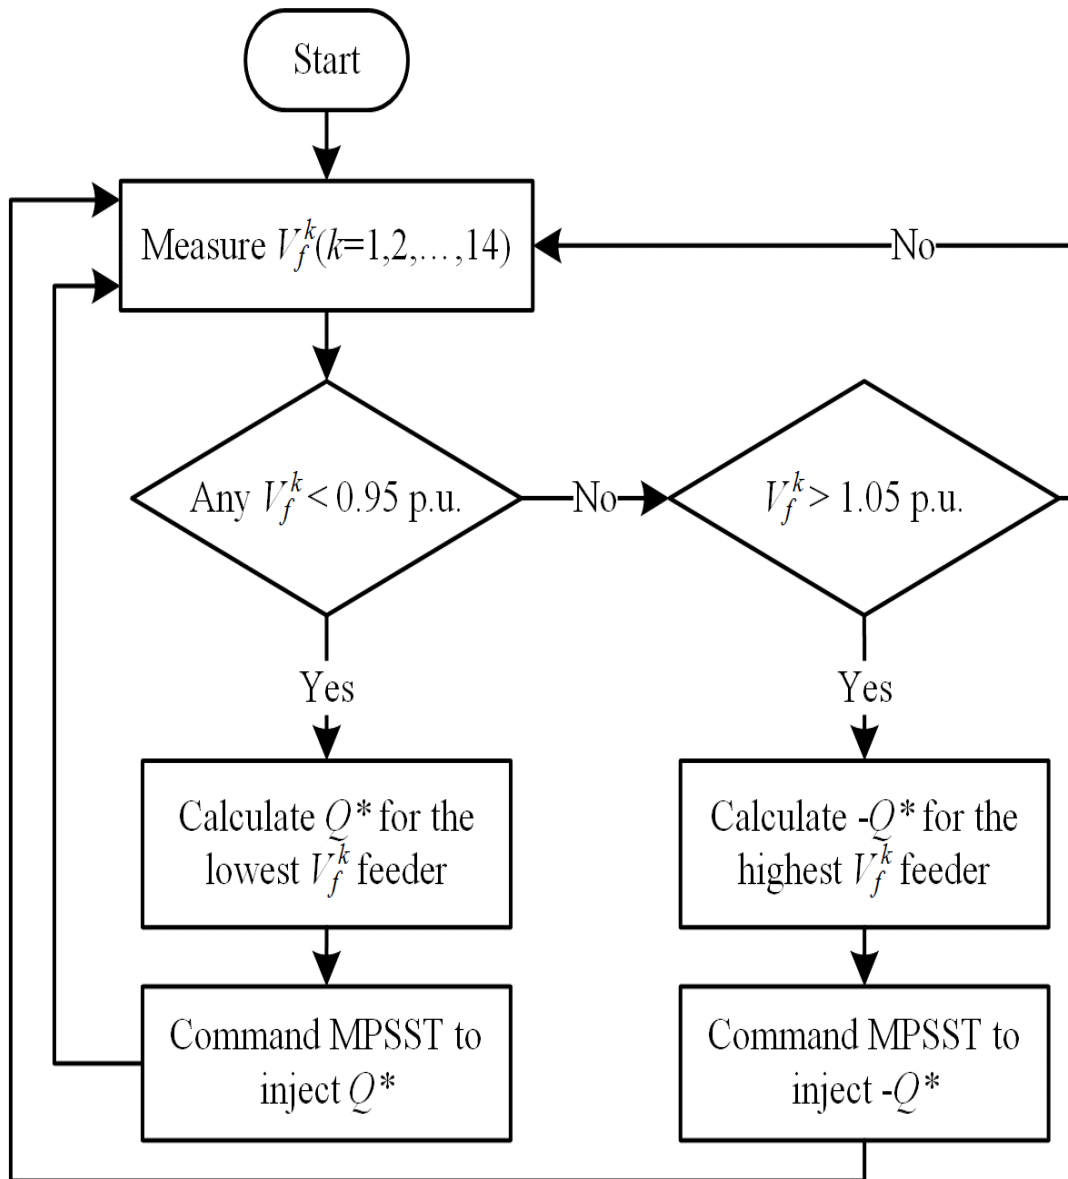 Start
Measure V_f^k(k=1,2,…,14)
No
Any V_f^k < 0.95 p.u.
No
V_f^k > 1.05 p.u.
Yes
Yes
Calculate Q* for the
lowest V_f^k feeder
Calculate -Q* for the
highest V_f^k feeder
Command MPSST to
inject Q*
Command MPSST to
inject -Q*